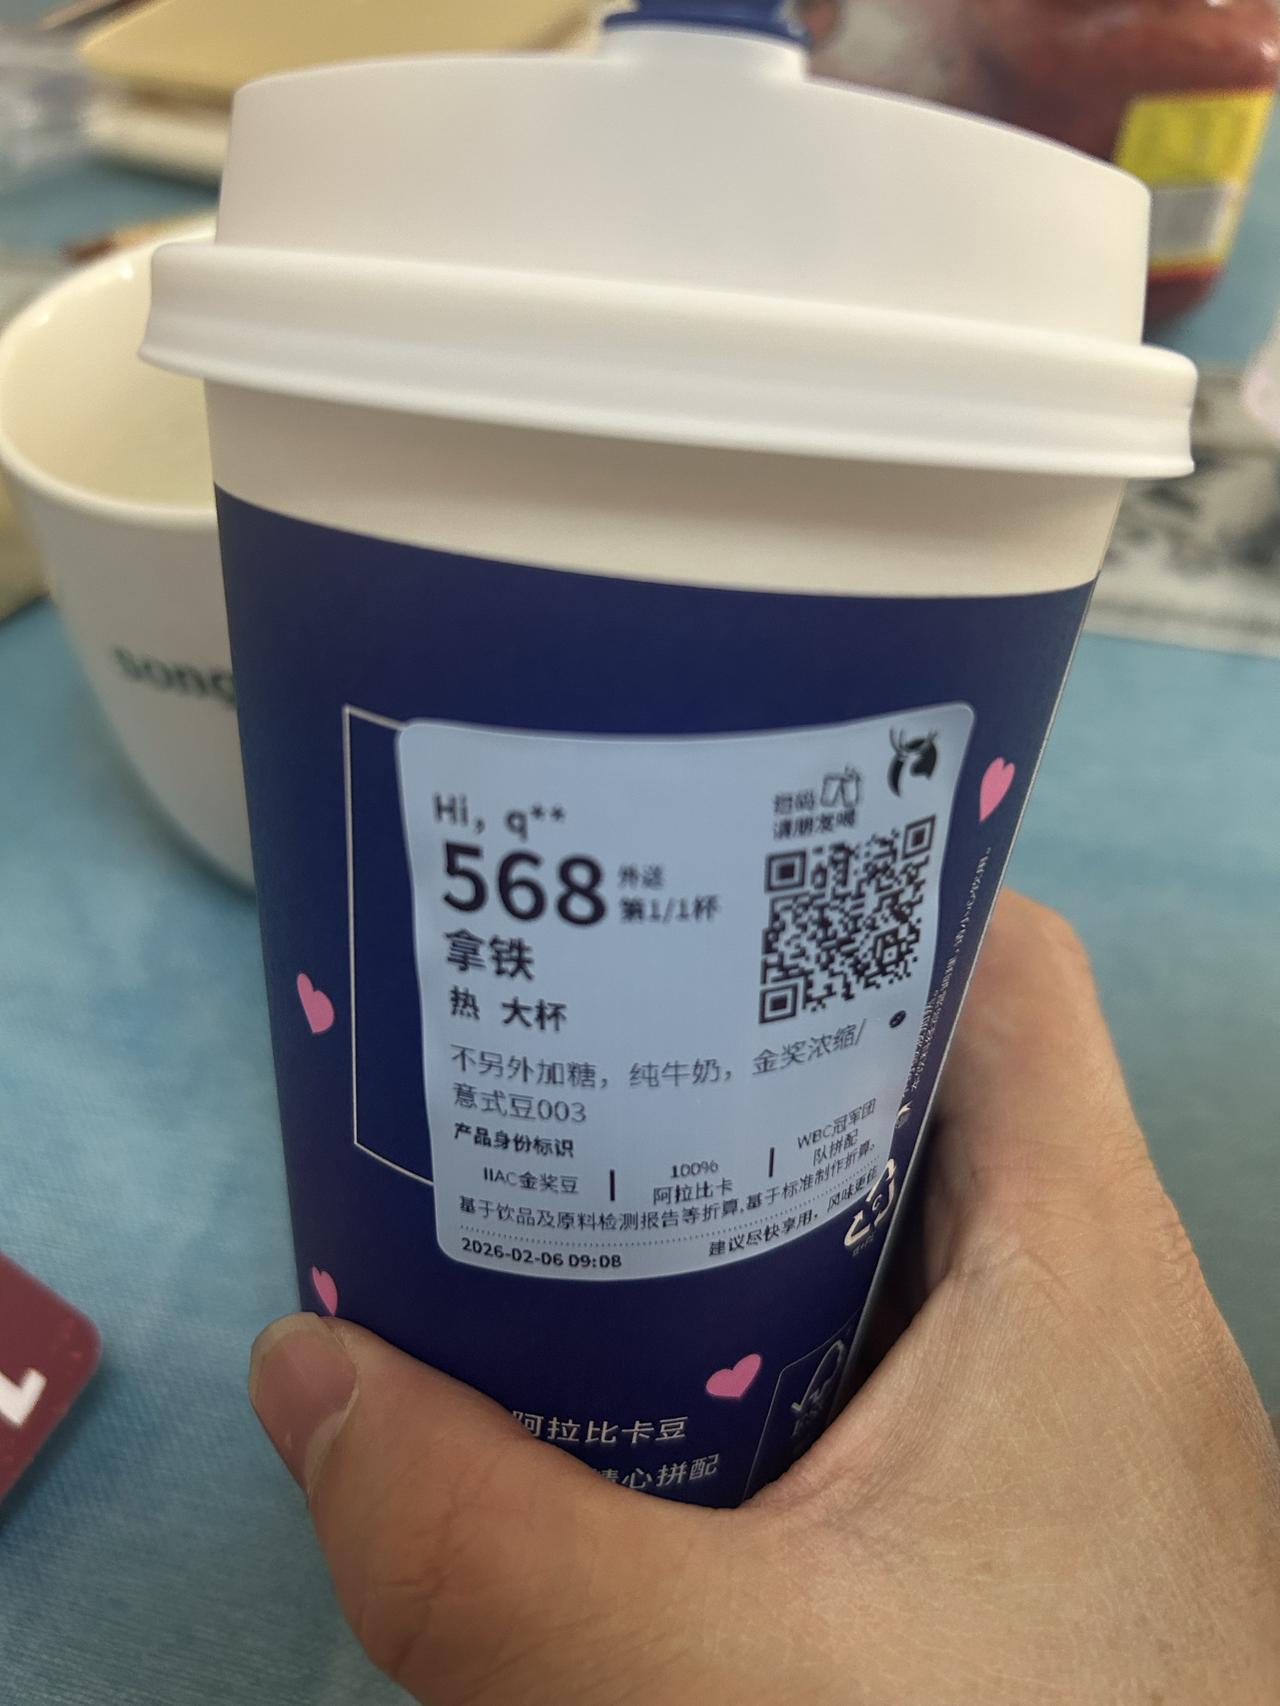 song
Hi, q**
568
外送
第1/1杯
扫码
请朋友喝
拿铁
热 大杯
不另外加糖，纯牛奶，金奖浓缩/
意式豆003
产品身份标识
IIAC金奖豆
100%
阿拉比卡
WBC冠军团
队拼配
基于饮品及原料检测报告等折算,基于标准制作折算。
2026-02-06 09:08
建议尽快享用，风味更佳
阿拉比卡豆
精心拼配